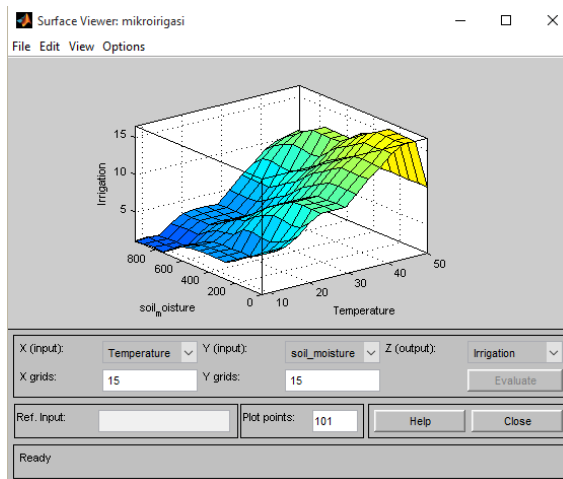 Surface Viewer: mikroirigasi
File Edit View Options
15
10
5
Irrigation
800
600
400
200
0
soil_moisture
10
20
30
40
50
Temperature
X (input): Temperature Y (input): soil_moisture Z (output): Irrigation
X grids: 15 Y grids: 15 Evaluate
Ref. Input: Plot points: 101 Help Close
Ready